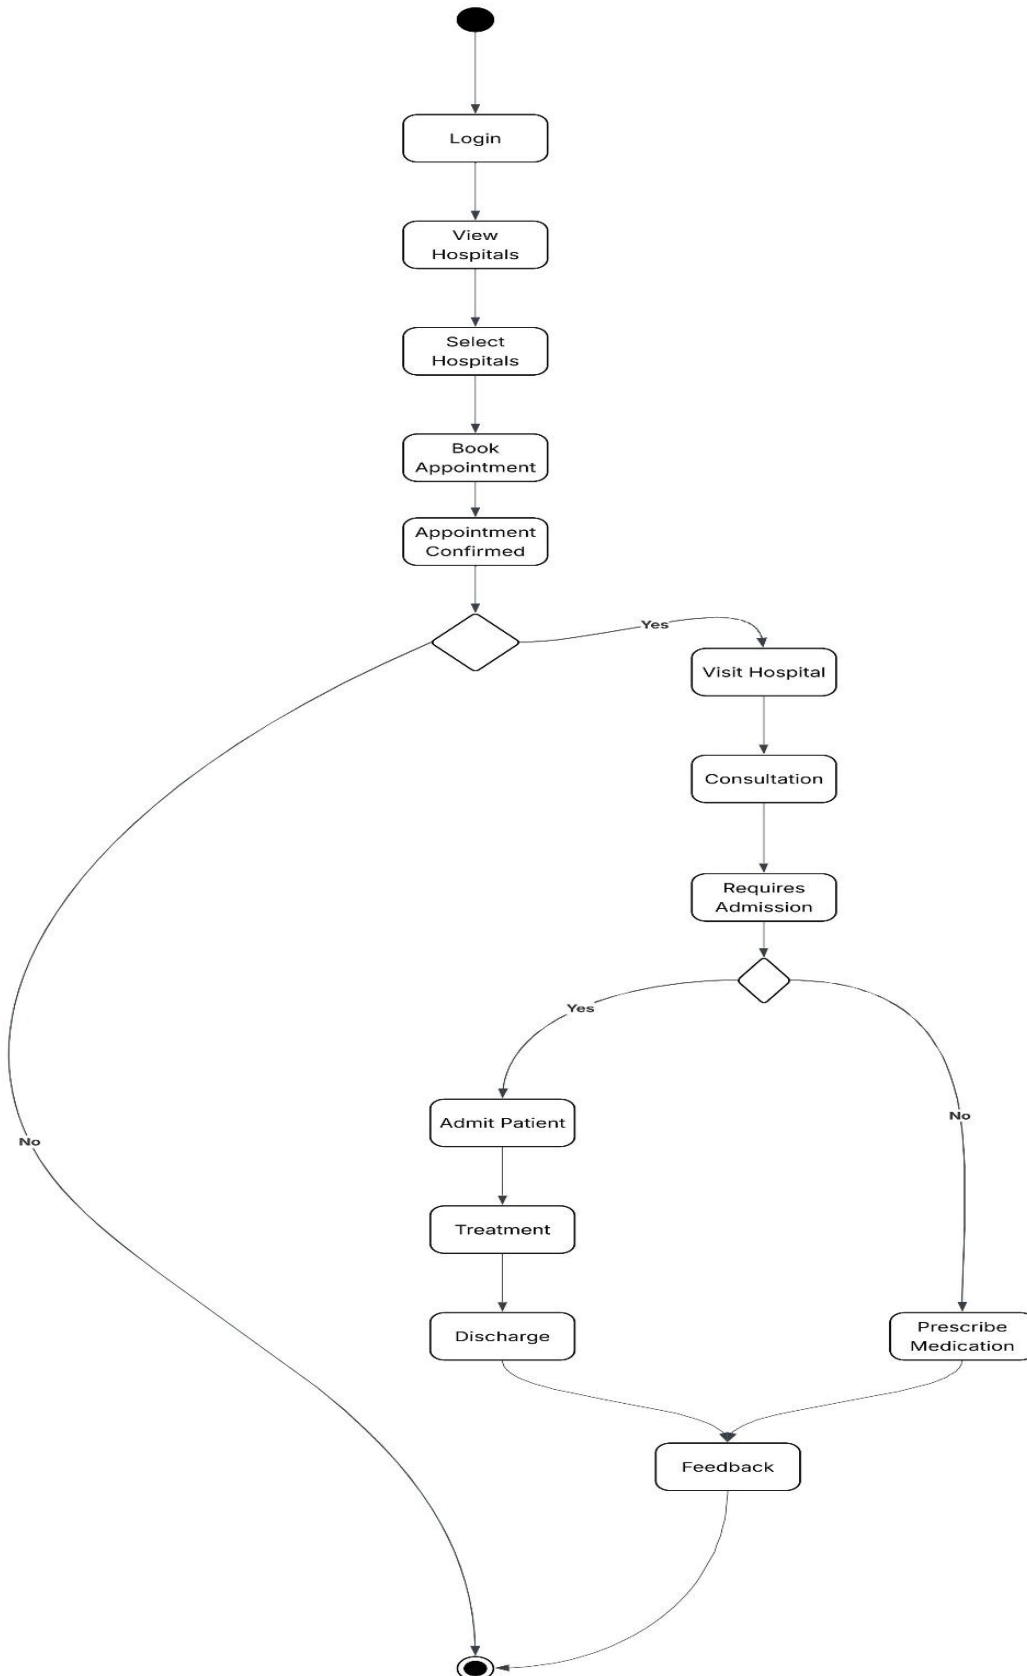 Login
View
Hospitals
Select
Hospitals
Book
Appointment
Appointment
Confirmed
Yes
Visit Hospital
Consultation
Requires
Admission
Yes
Admit Patient
No
No
Treatment
Discharge
Prescribe
Medication
Feedback